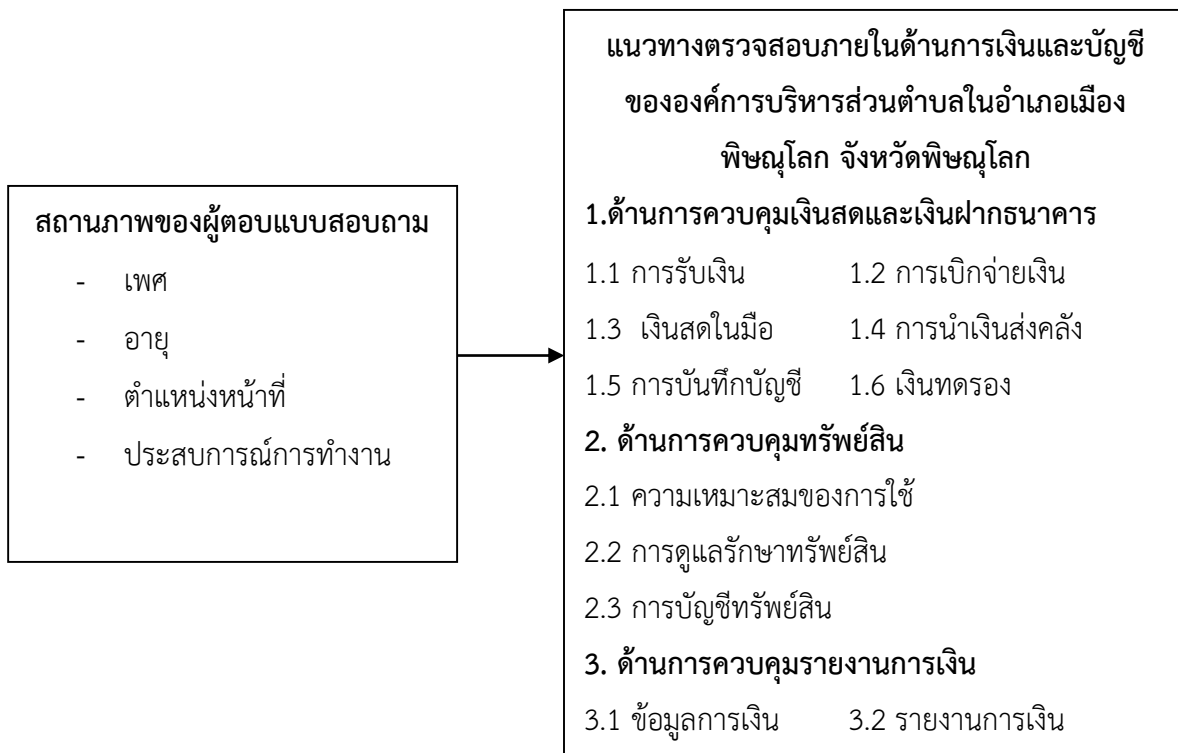 สถานภาพของผู้ตอบแบบสอบถาม
- เพศ
- อายุ
- ตำแหน่งหน้าที่
- ประสบการณ์การทำงาน
แนวทางตรวจสอบภายในด้านการเงินและบัญชี
ขององค์การบริหารส่วนตำบลในอำเภอเมือง
พิษณุโลก จังหวัดพิษณุโลก
1.ด้านการควบคุมเงินสดและเงินฝากธนาคาร
1.1 การรับเงิน 1.2 การเบิกจ่ายเงิน
1.3 เงินสดในมือ 1.4 การนำเงินส่งคลัง
1.5 การบันทึกบัญชี 1.6 เงินทดรอง
2. ด้านการควบคุมทรัพย์สิน
2.1 ความเหมาะสมของการใช้
2.2 การดูแลรักษาทรัพย์สิน
2.3 การบัญชีทรัพย์สิน
3. ด้านการควบคุมรายงานการเงิน
3.1 ข้อมูลการเงิน 3.2 รายงานการเงิน